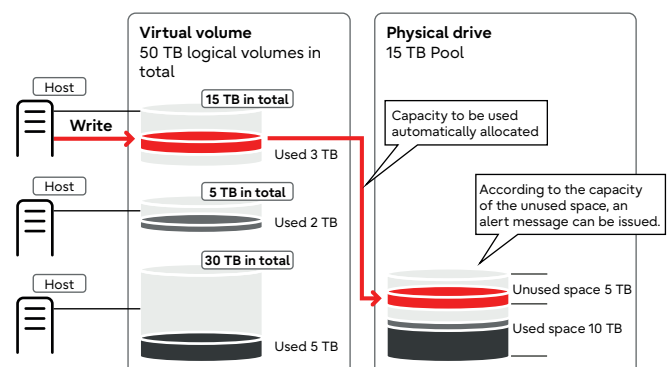 Virtual volume
50 TB logical volumes in
total
Physical drive
15 TB Pool
Host
15 TB in total
Write
Used 3 TB
Capacity to be used
automatically allocated
Host
5 TB in total
Used 2 TB
According to the capacity
of the unused space, an
alert message can be issued.
30 TB in total
Host
Used 5 TB
Unused space 5 TB
Used space 10 TB